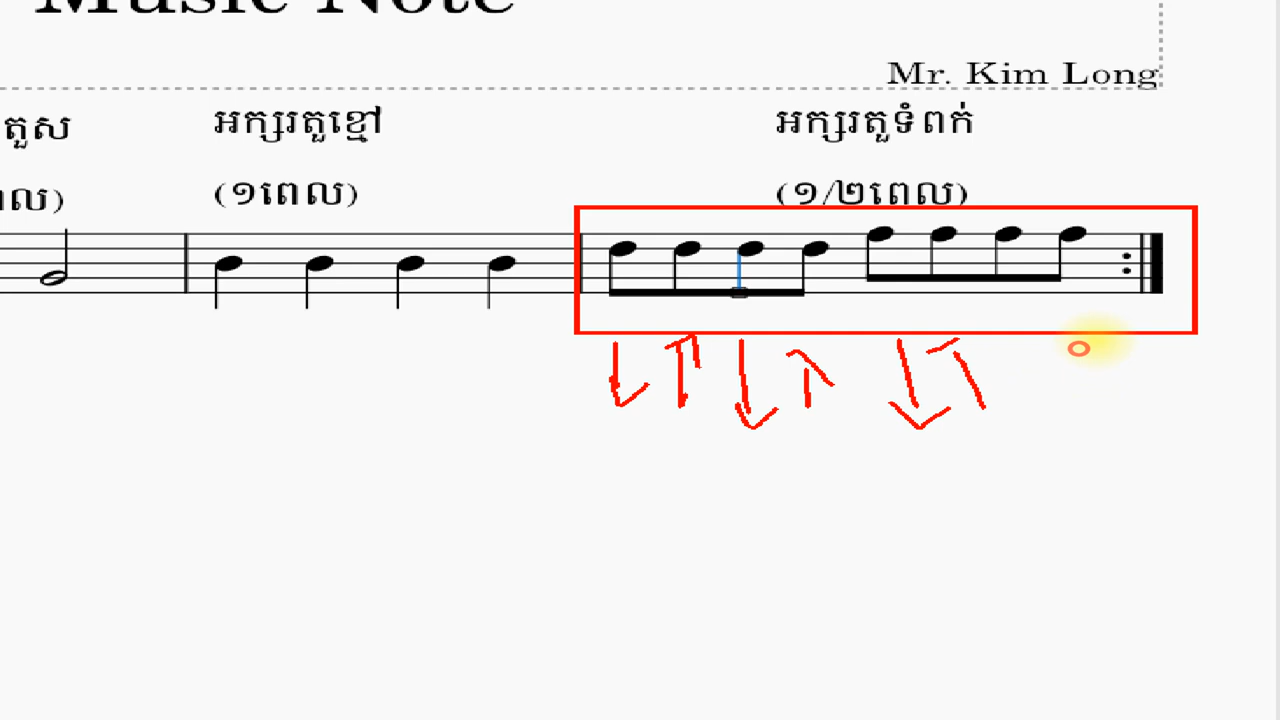 Music Note
Mr. Kim Long
តួស អក្សរតួខ្មៅ អក្សរតួទំពក់
(១ពេល) (១/២ពេល)